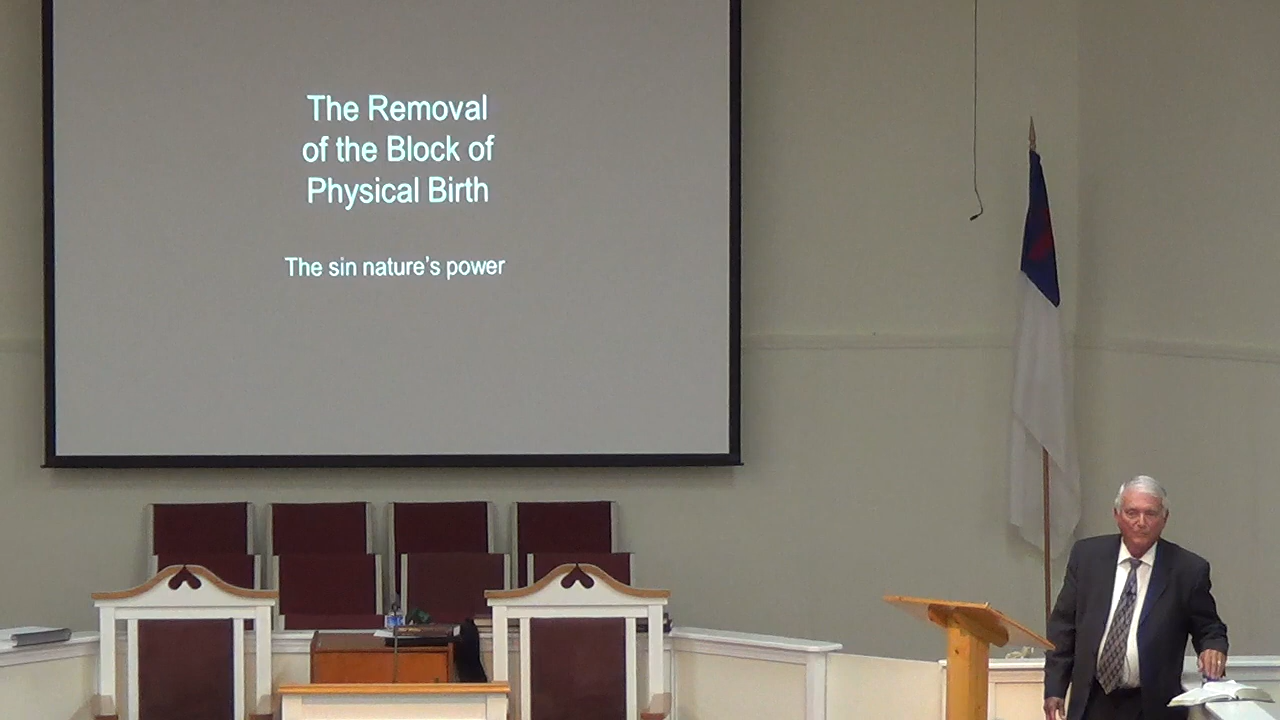 The Removal
of the Block of
Physical Birth
The sin nature’s power